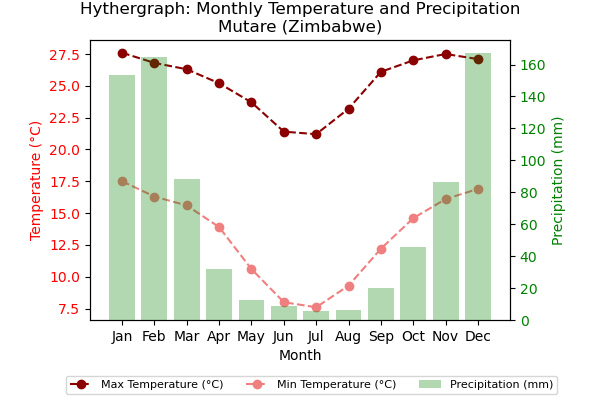 Hythergraph: Monthly Temperature and Precipitation
Mutare (Zimbabwe)
Temperature (°C)
27.5
25.0
22.5
20.0
17.5
15.0
12.5
10.0
7.5
160
140
120
100
80
60
40
20
0
Precipitation (mm)
Jan Feb Mar Apr May Jun Jul Aug Sep Oct Nov Dec
Month
Max Temperature (°C) Min Temperature (°C) Precipitation (mm)